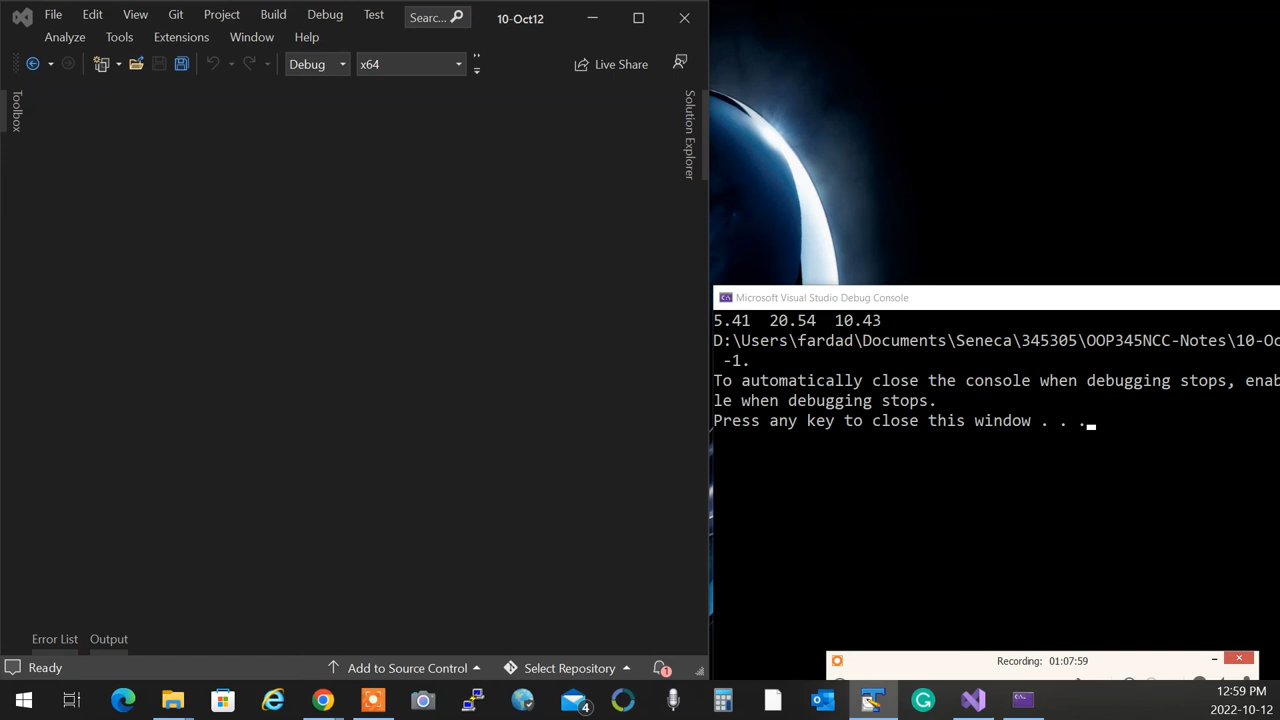 File Edit View Git Project Build Debug Test Searc... 10-Oct12
Analyze Tools Extensions Window Help
Debug x64 Live Share
Toolbox
Solution Explorer
Microsoft Visual Studio Debug Console
5.41 20.54 10.43
D:\Users\fardad\Documents\Seneca\345305\OOP345NCC-Notes\10-Oc
-1.
To automatically close the console when debugging stops, enab
le when debugging stops.
Press any key to close this window . . .
Error List Output
Ready Add to Source Control Select Repository 1
Recording: 01:07:59
4
12:59 PM
2022-10-12